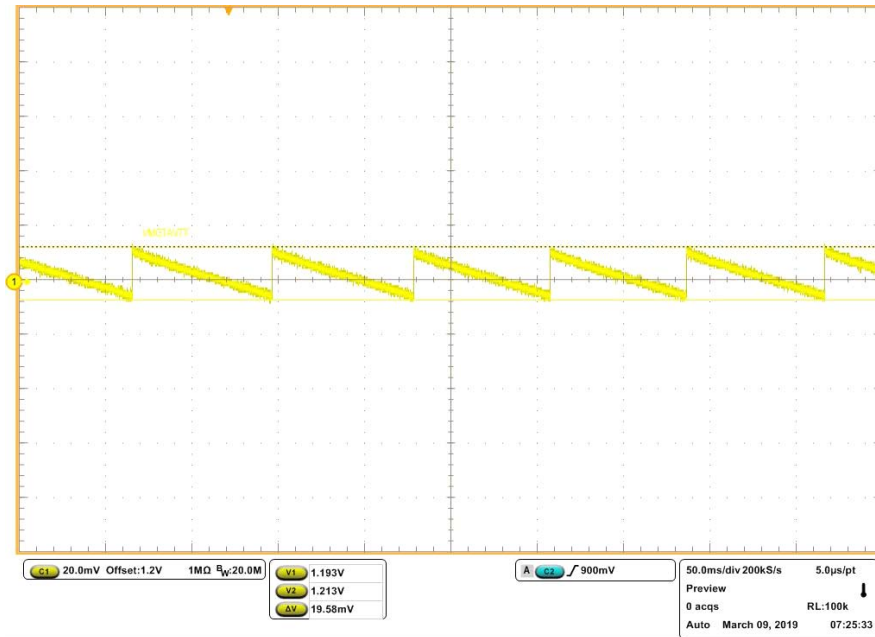 1
C1 20.0mV Offset:1.2V 1MΩ BW:20.0M
V1 1.193V
V2 1.213V
ΔV 19.58mV
A C2 900mV
50.0ms/div 200kS/s 5.0µs/pt
Preview
0 acqs RL:100k
Auto March 09, 2019 07:25:33